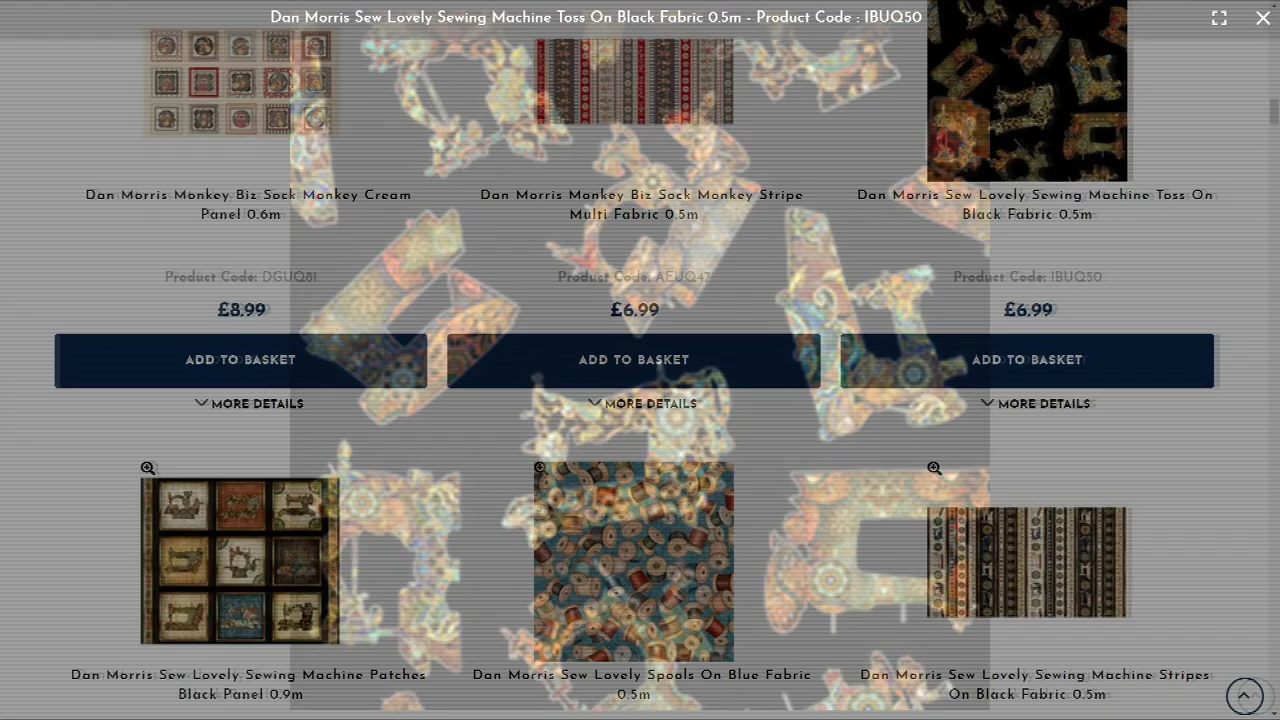 Dan Morris Sew Lovely Sewing Machine Toss On Black Fabric 0.5m - Product Code : IBUQ50
Dan Morris Monkey Biz Sock Monkey Cream
Panel 0.6m
Dan Morris Monkey Biz Sock Monkey Stripe
Multi Fabric 0.5m
Dan Morris Sew Lovely Sewing Machine Toss On
Black Fabric 0.5m
Product Code: DGUQ81
Product Code: AEUQ47
Product Code: IBUQ50
£8.99
£6.99
£6.99
ADD TO BASKET
ADD TO BASKET
ADD TO BASKET
MORE DETAILS
MORE DETAILS
MORE DETAILS
Dan Morris Sew Lovely Sewing Machine Patches
Black Panel 0.9m
Dan Morris Sew Lovely Spools On Blue Fabric
0.5m
Dan Morris Sew Lovely Sewing Machine Stripes
On Black Fabric 0.5m